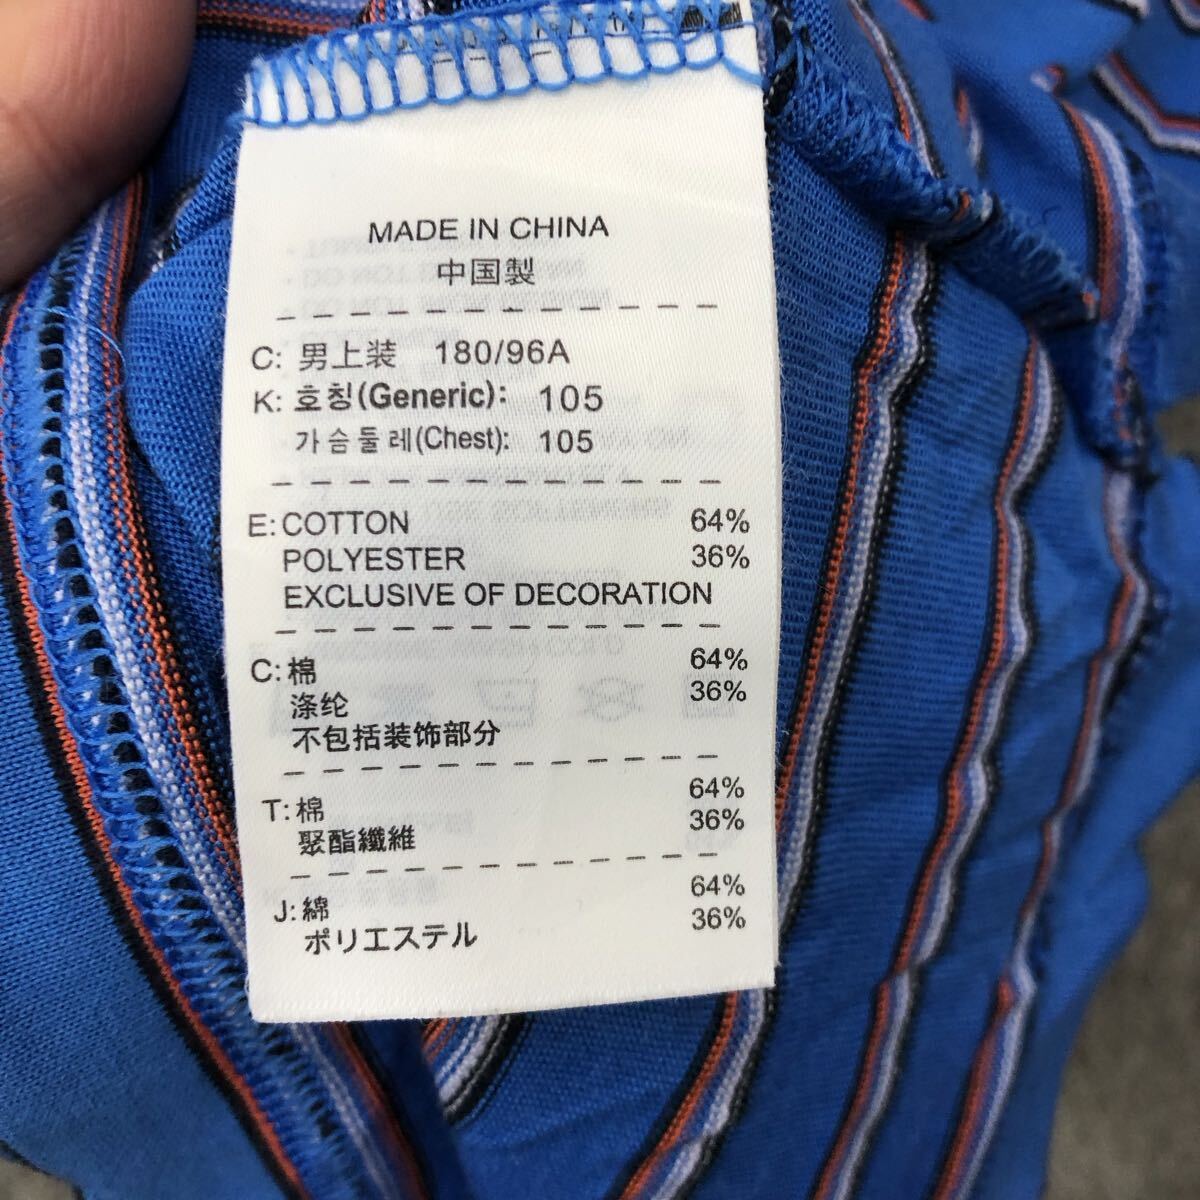 MADE IN CHINA
中国製
C: 男上装 180/96A
K: 호칭(Generic): 105
가슴둘레(Chest): 105
E: COTTON 64%
POLYESTER 36%
EXCLUSIVE OF DECORATION
C: 棉 64%
涤纶 36%
不包括装饰部分
T: 棉 64%
聚酯纖維 36%
J: 綿 64%
ポリエステル 36%